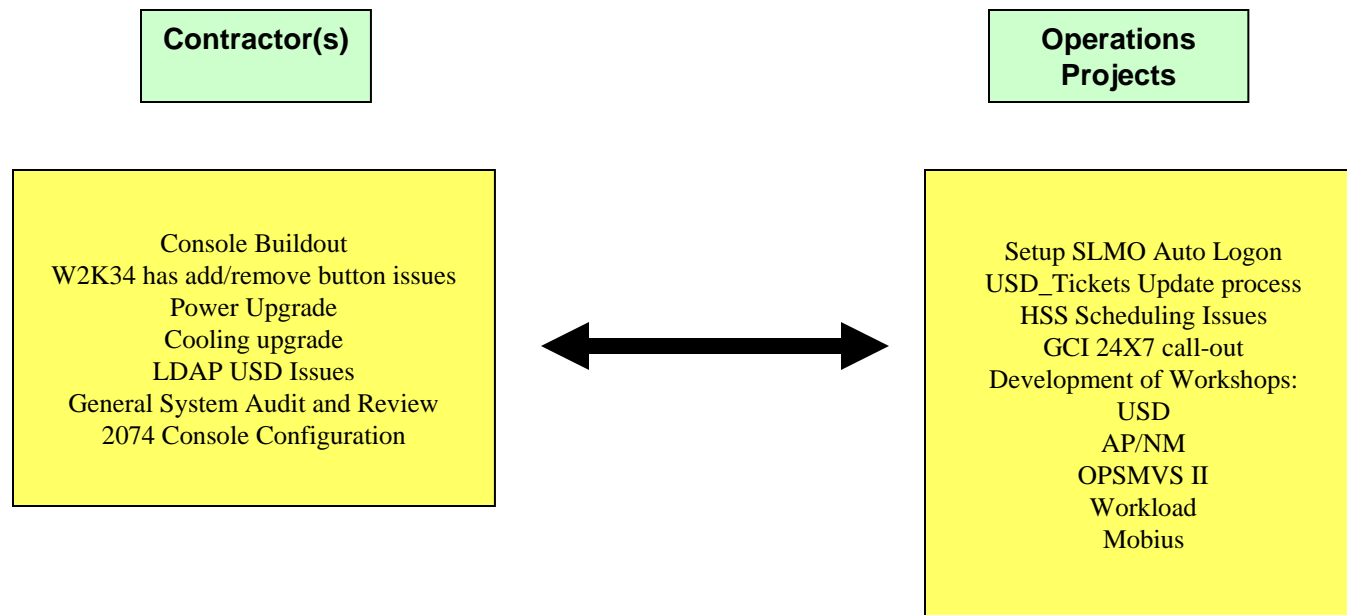 Contractor(s)
Operations
Projects
Console Buildout
W2K34 has add/remove button issues
Power Upgrade
Cooling upgrade
LDAP USD Issues
General System Audit and Review
2074 Console Configuration
Setup SLMO Auto Logon
USD_Tickets Update process
HSS Scheduling Issues
GCI 24X7 call-out
Development of Workshops:
USD
AP/NM
OPSMVS II
Workload
Mobius